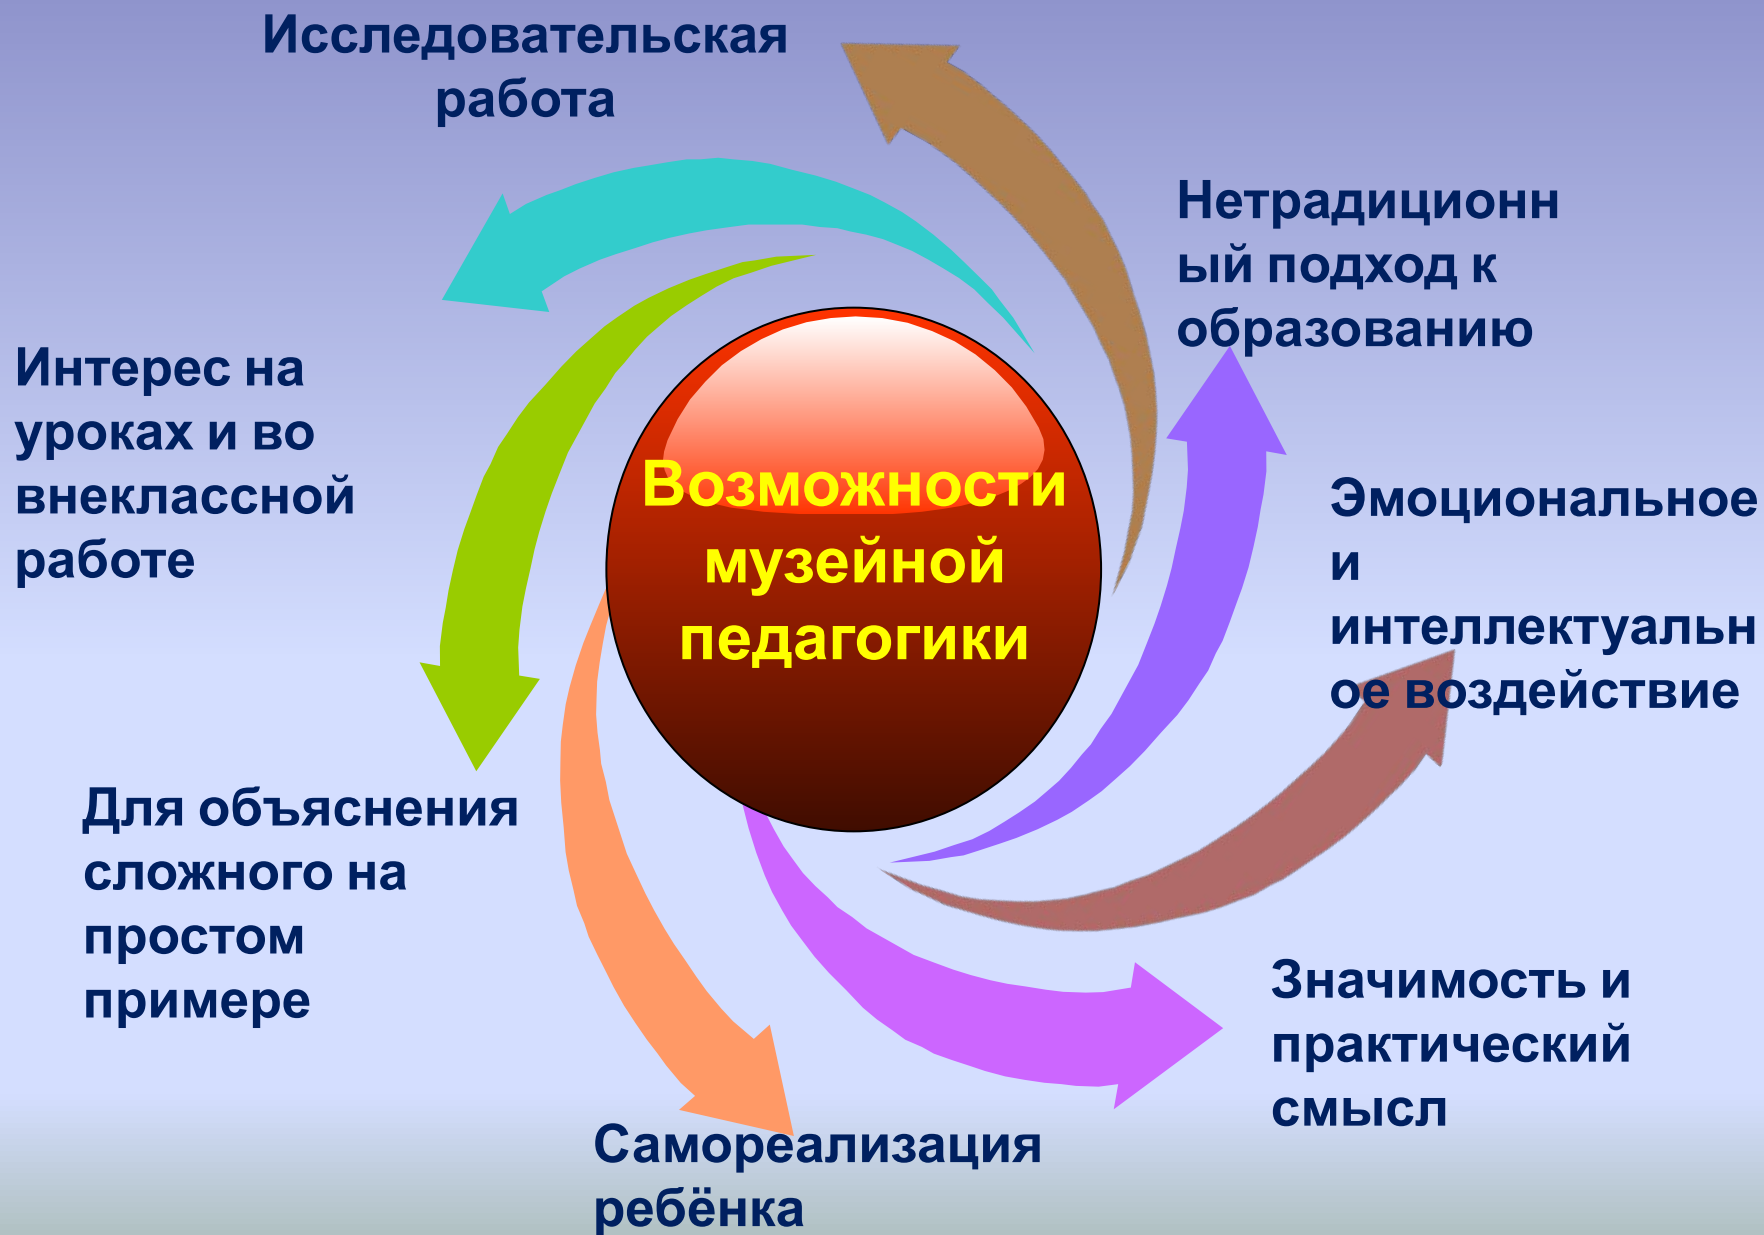 Исследовательская
работа
Нетрадиционн
ый подход к
образованию
Интерес на
уроках и во
внеклассной
работе
Возможности
музейной
педагогики
Эмоциональное
и
интеллектуальн
ое воздействие
Для объяснения
сложного на
простом
примере
Значимость и
практический
смысл
Самореализация
ребёнка